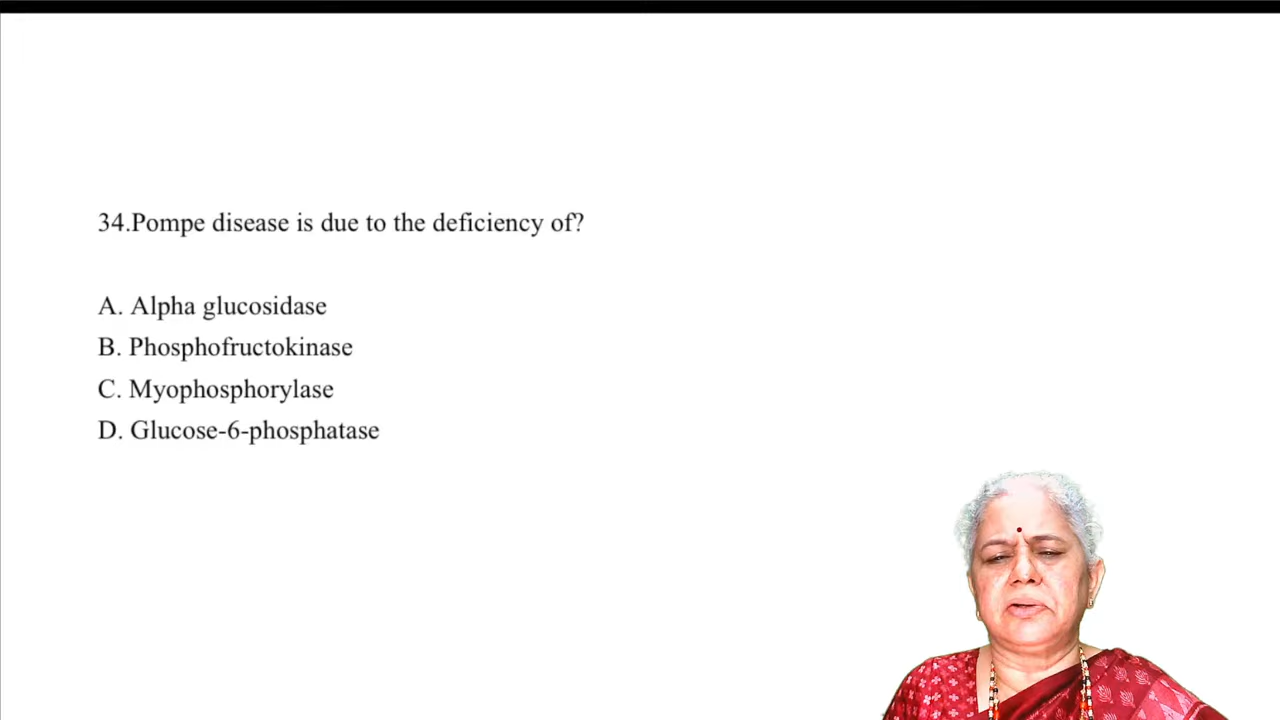 34.Pompe disease is due to the deficiency of?
A. Alpha glucosidase
B. Phosphofructokinase
C. Myophosphorylase
D. Glucose-6-phosphatase